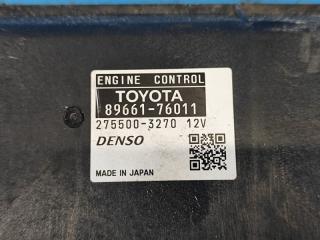 ENGINE CONTROL
TOYOTA
89661-76011
275500-3270 12V
DENSO
MADE IN JAPAN